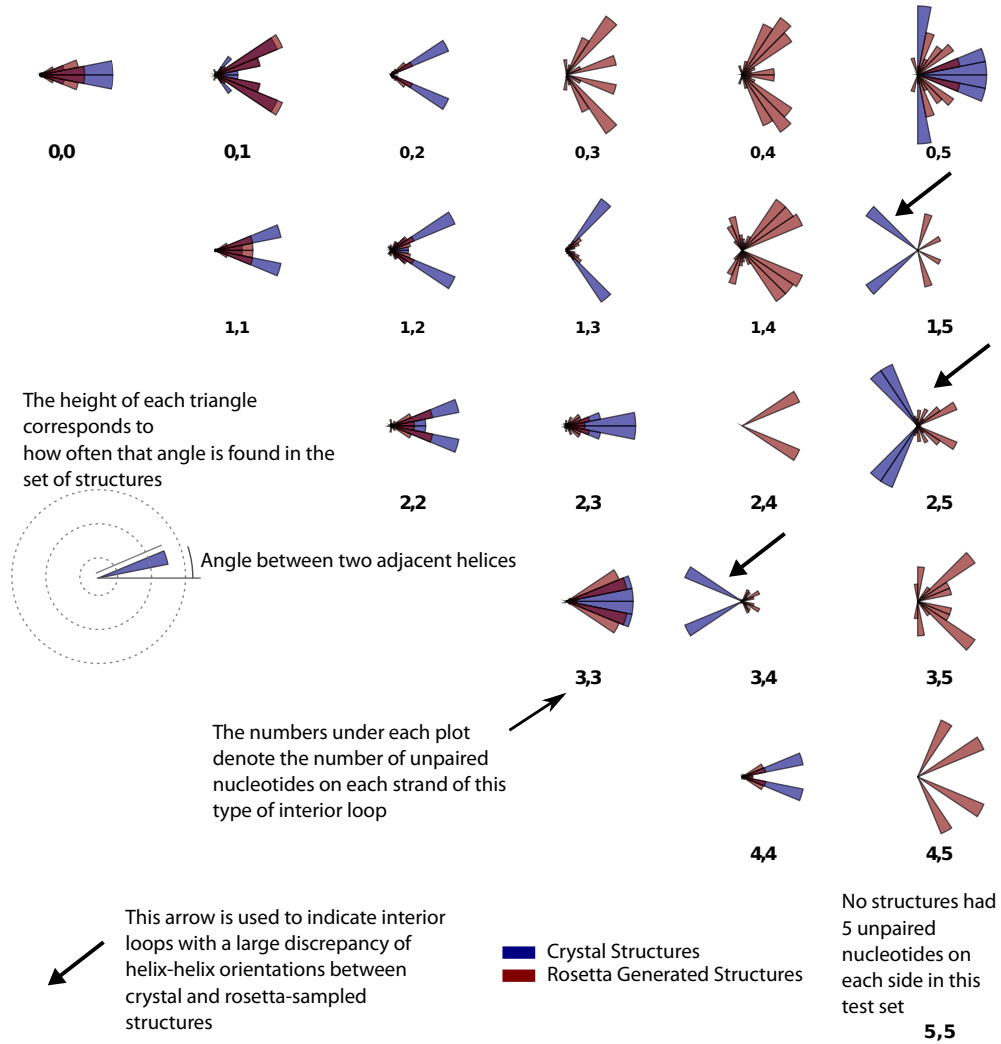 0,0
0,1
0,2
0,3
0,4
0,5
1,1
1,2
1,3
1,4
1,5
The height of each triangle
corresponds to
how often that angle is found in the
set of structures
2,2
2,3
2,4
2,5
Angle between two adjacent helices
3,3
3,4
3,5
The numbers under each plot
denote the number of unpaired
nucleotides on each strand of this
type of interior loop
4,4
4,5
This arrow is used to indicate interior
loops with a large discrepancy of
helix-helix orientations between
crystal and rosetta-sampled
structures
Crystal Structures
Rosetta Generated Structures
No structures had
5 unpaired
nucleotides on
each side in this
test set
5,5